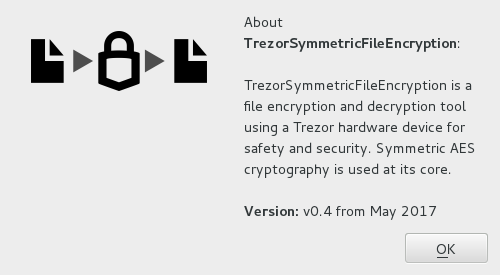 About
TrezorSymmetricFileEncryption:
TrezorSymmetricFileEncryption is a
file encryption and decryption tool
using a Trezor hardware device for
safety and security. Symmetric AES
cryptography is used at its core.
Version: v0.4 from May 2017
OK